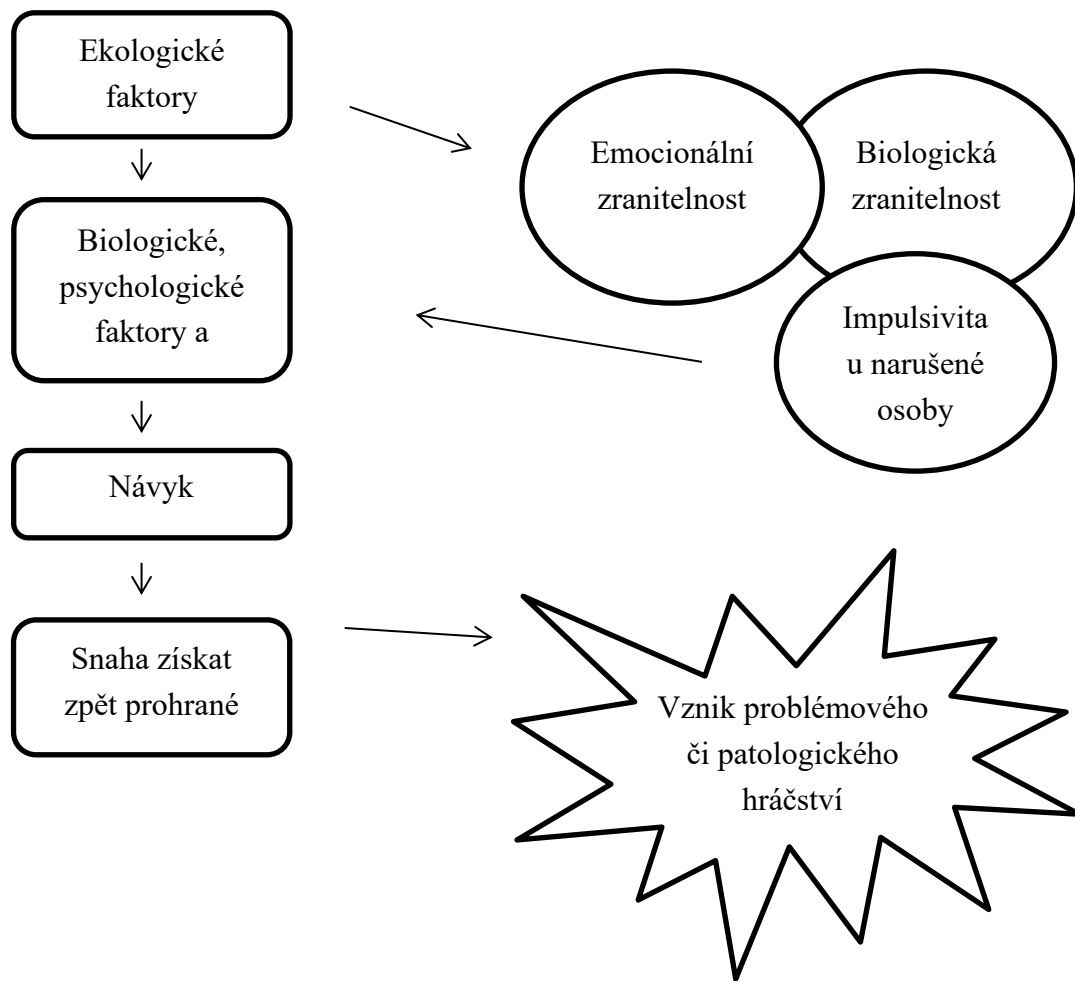 Ekologické
faktory
Emocionální
zranitelnost
Biologická
zranitelnost
Biologické,
psychologické
faktory a
Impulsivita
u narušené
osoby
Návyk
Snaha získat
zpět prohrané
Vznik problémového
či patologického
hráčství